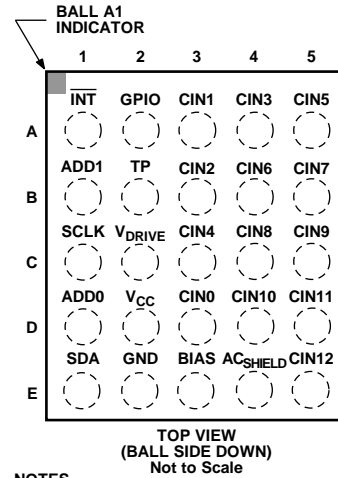 BALL A1
INDICATOR
1 2 3 4 5
INT GPIO CIN1 CIN3 CIN5
A
ADD1 TP CIN2 CIN6 CIN7
B
SCLK VDRIVE CIN4 CIN8 CIN9
C
ADD0 VCC CIN0 CIN10 CIN11
D
SDA GND BIAS ACSHIELD CIN12
E
TOP VIEW
(BALL SIDE DOWN)
Not to Scale
NOTES